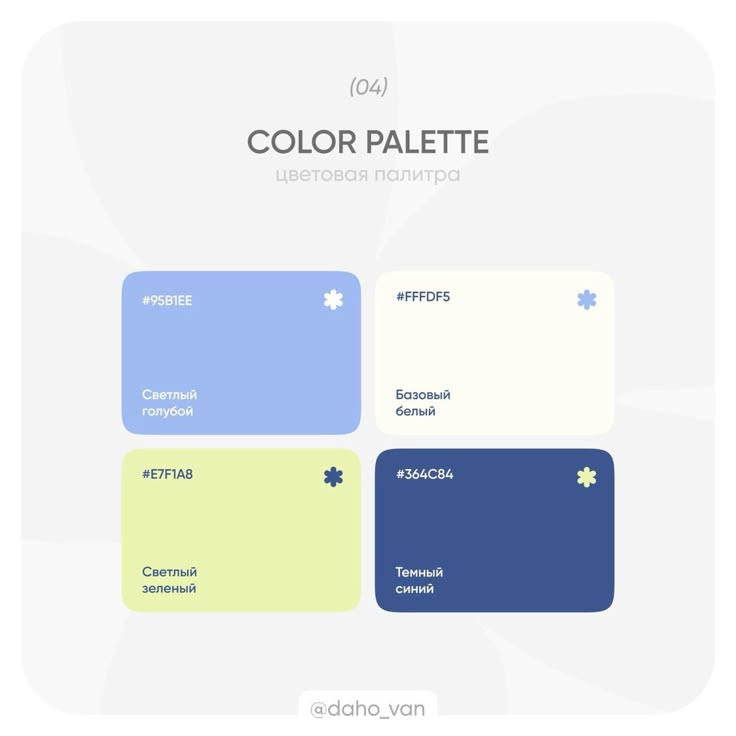 (04)
COLOR PALETTE
цветовая палитра
#95B1EE
Светлый
голубой
#FFFDF5
Базовый
белый
#E7F1A8
Светлый
зеленый
#364C84
Темный
синий
@daho_van